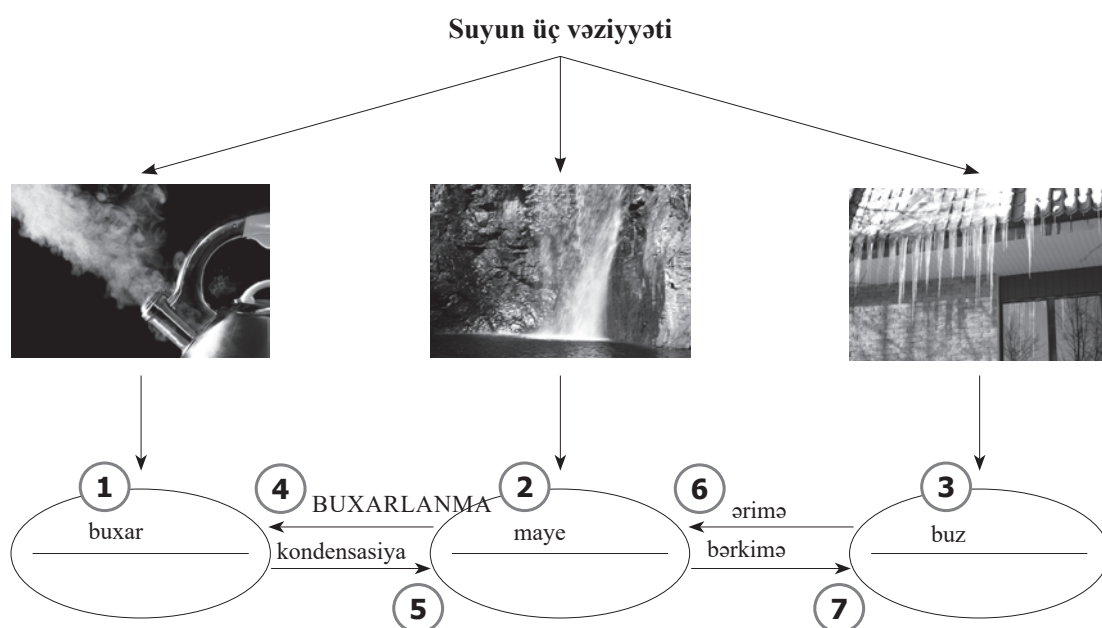 Suyun üç vəziyyəti
1
4
2
6
3
BUXARLANMA
ərimə
buxar
maye
buz
kondensasiya
bərkimə
5
7